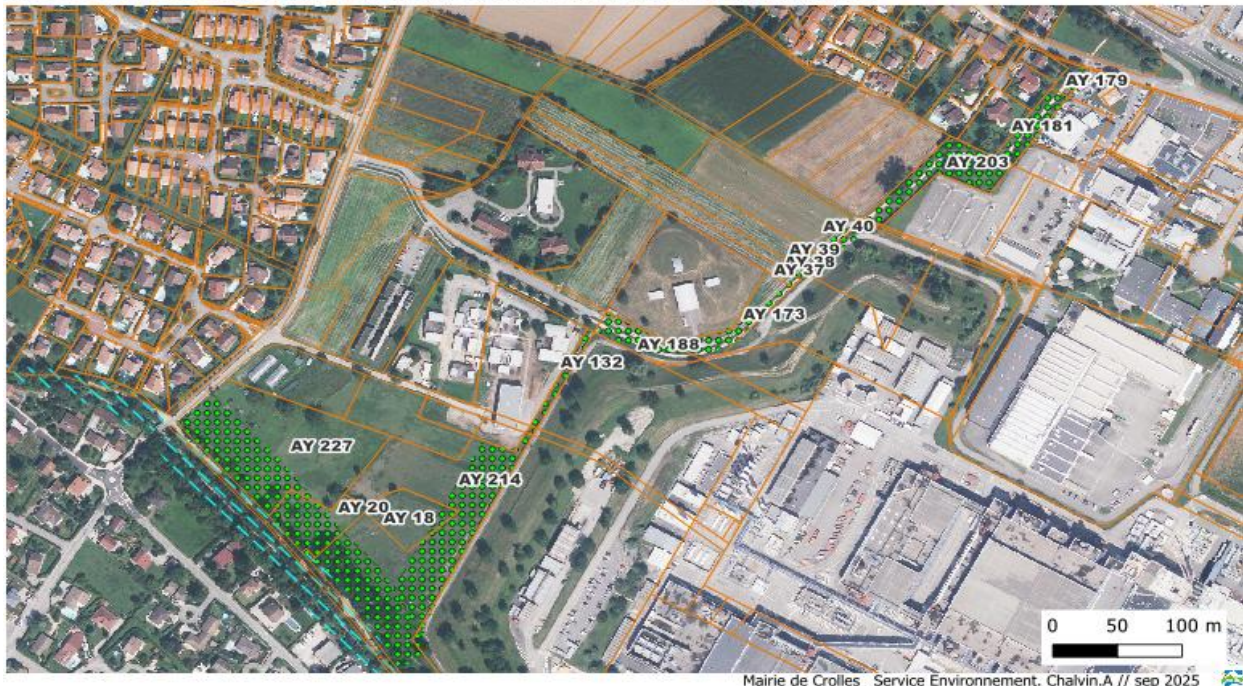 AY 179
AY 181
AY 203
AY 40
AY 39
AY 38
AY 37
AY 173
AY 188
AY 132
AY 227
AY 214
AY 20
AY 18
0 50 100 m
Mairie de Crolles Service Environnement. Chalvin.A // sep 2025